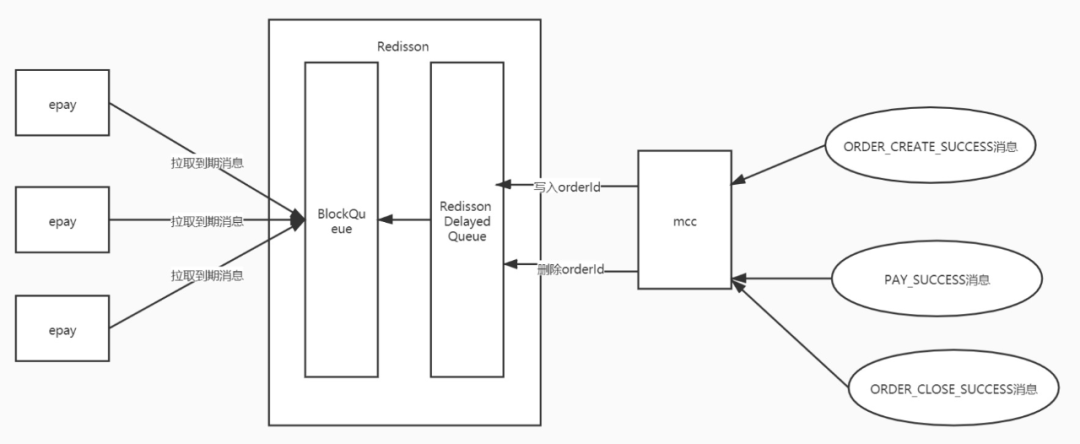 Redisson
epay
拉取到期消息
epay
拉取到期消息
epay
拉取到期消息
BlockQu
eue
Redisson
Delayed
Queue
写入orderId
删除orderId
mcc
ORDER_CREATE_SUCCESS消息
PAY_SUCCESS消息
ORDER_CLOSE_SUCCESS消息